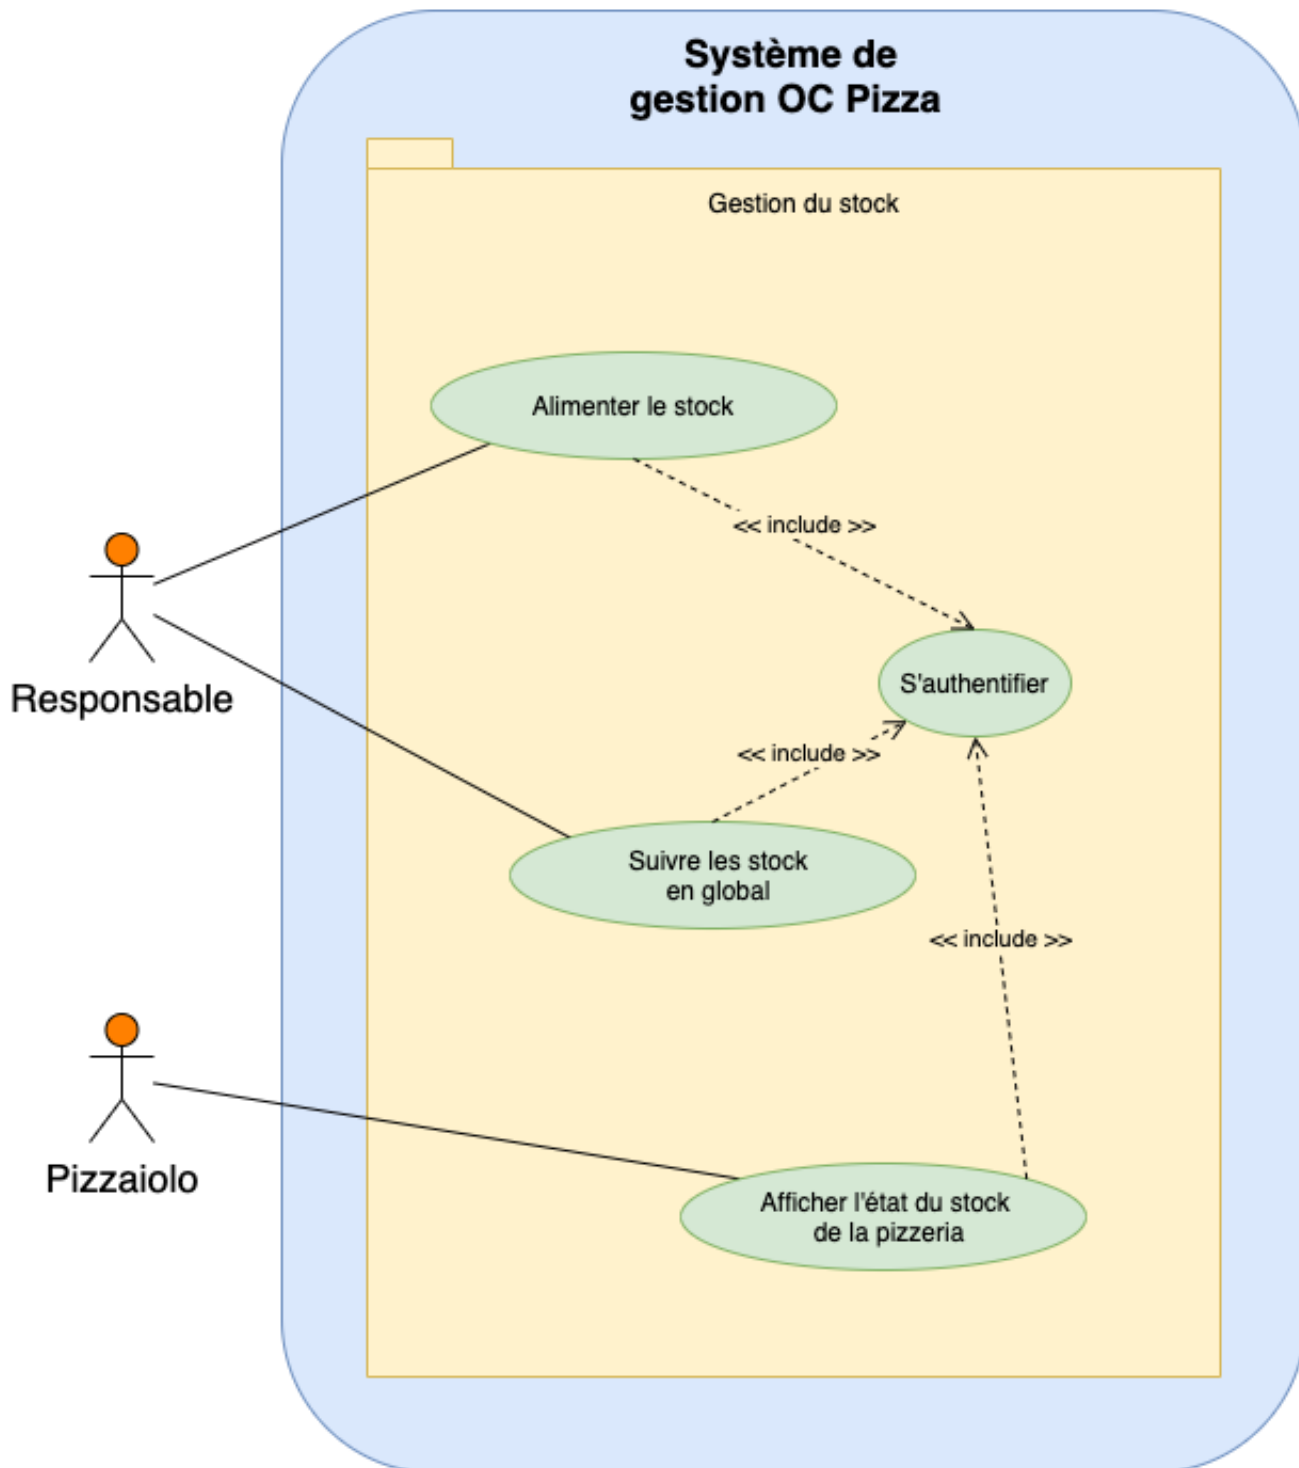 Système de
gestion OC Pizza
Gestion du stock
Alimenter le stock
<< include >>
Responsable
S'authentifier
<< include >>
Suivre les stock
en global
<< include >>
Pizzaiolo
Afficher l'état du stock
de la pizzeria